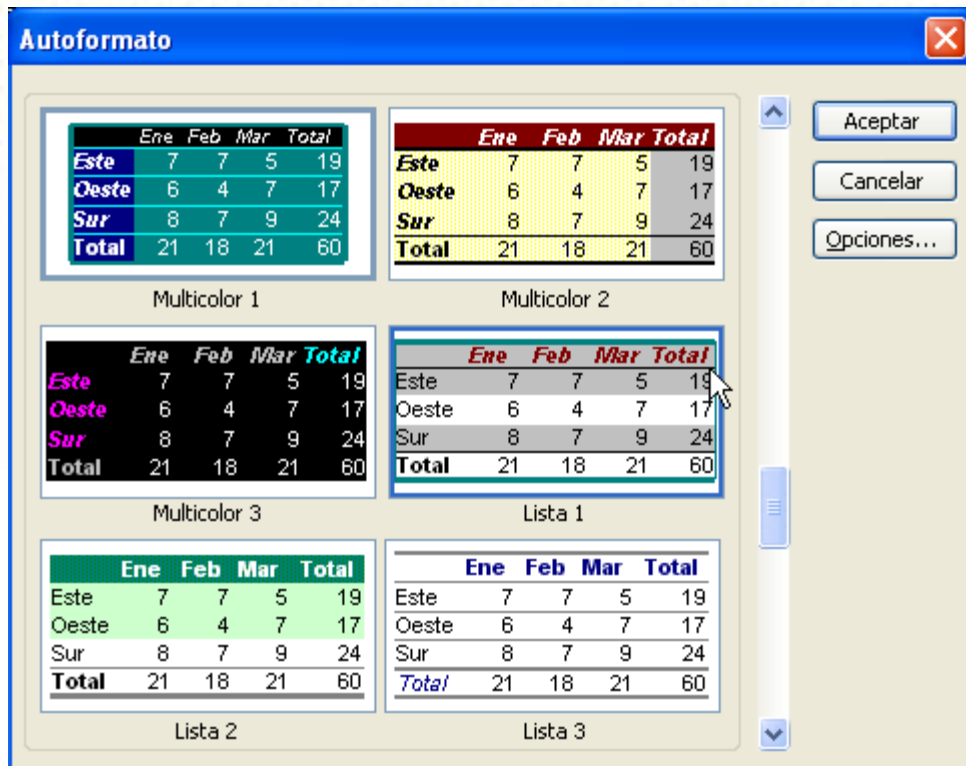 Autoformato
Ene Feb Mar Total
Este 7 7 5 19
Oeste 6 4 7 17
Sur 8 7 9 24
Total 21 18 21 60
Multicolor 1
Ene Feb Mar Total
Este 7 7 5 19
Oeste 6 4 7 17
Sur 8 7 9 24
Total 21 18 21 60
Multicolor 2
Ene Feb Mar Total
Este 7 7 5 19
Oeste 6 4 7 17
Sur 8 7 9 24
Total 21 18 21 60
Multicolor 3
Ene Feb Mar Total
Este 7 7 5 19
Oeste 6 4 7 17
Sur 8 7 9 24
Total 21 18 21 60
Lista 1
Ene Feb Mar Total
Este 7 7 5 19
Oeste 6 4 7 17
Sur 8 7 9 24
Total 21 18 21 60
Lista 2
Ene Feb Mar Total
Este 7 7 5 19
Oeste 6 4 7 17
Sur 8 7 9 24
Total 21 18 21 60
Lista 3
Aceptar
Cancelar
Opciones...